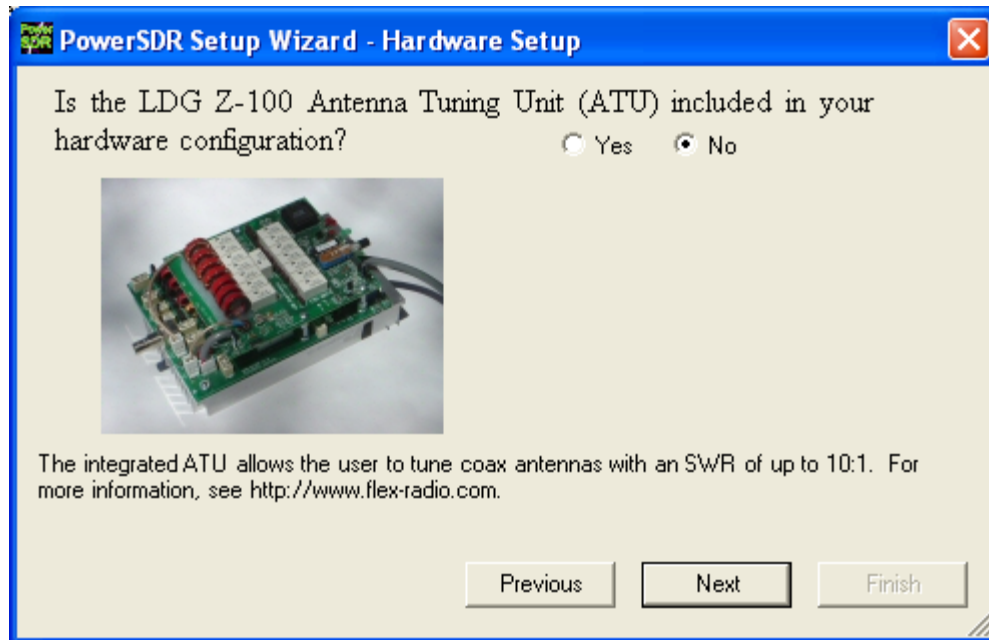 Power SDR
PowerSDR Setup Wizard - Hardware Setup
Is the LDG Z-100 Antenna Tuning Unit (ATU) included in your
hardware configuration?
Yes No
The integrated ATU allows the user to tune coax antennas with an SWR of up to 10:1. For
more information, see http://www.flex-radio.com.
Previous Next Finish